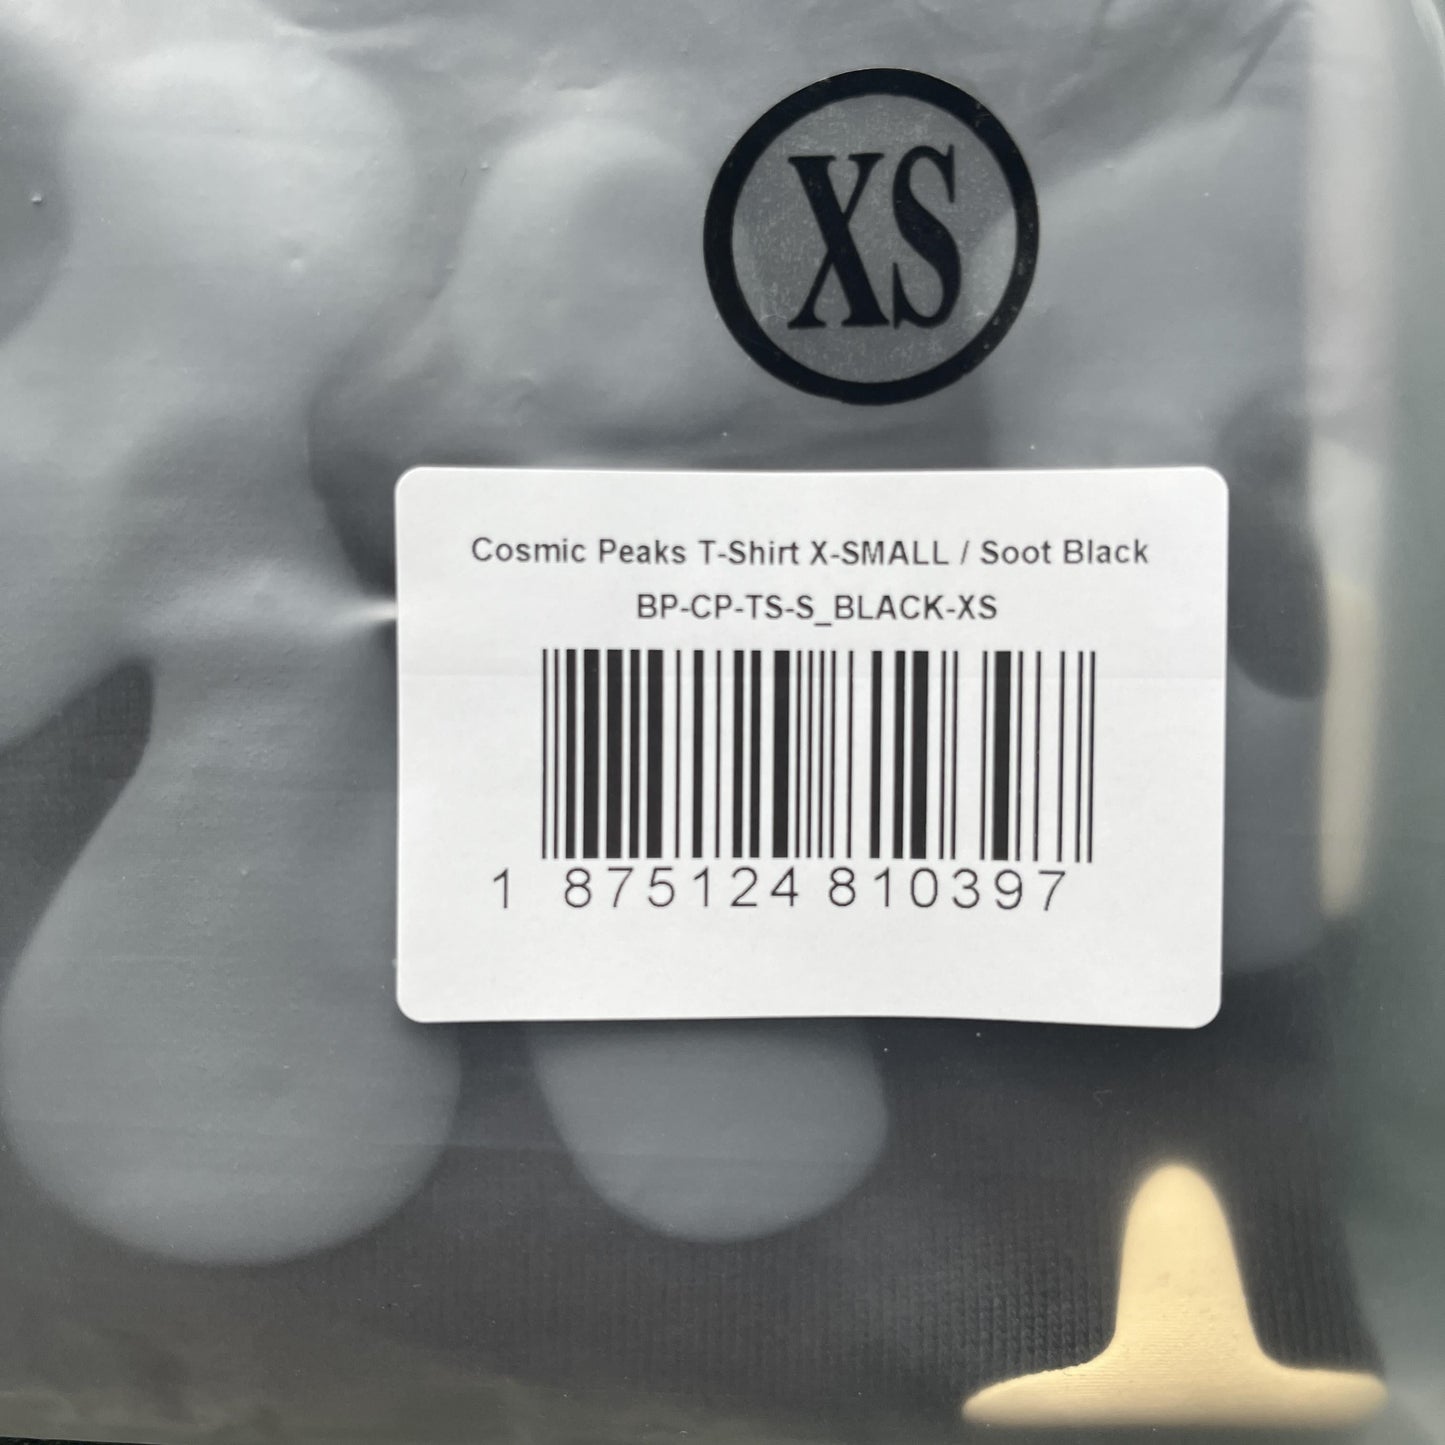 XS
Cosmic Peaks T-Shirt X-SMALL / Soot Black
BP-CP-TS-S_BLACK-XS
1 875124 810397